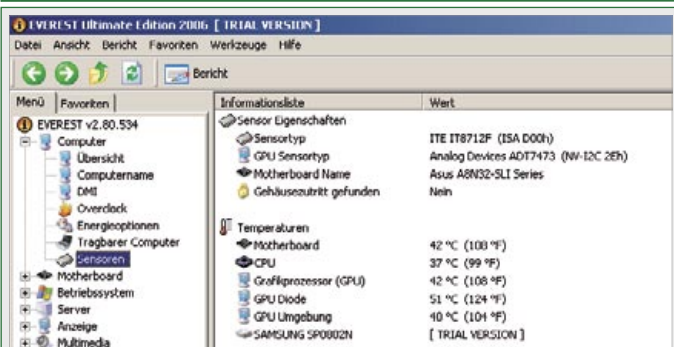 EVEREST Ultimate Edition 2006 [ TRIAL VERSION ]
Datei Ansicht Bericht Favoriten Werkzeuge Hilfe
Bericht
Menü Favoriten
EVEREST v2.80.534
Computer
Übersicht
Computername
DMI
Overclock
Energieoptionen
Tragbarer Computer
Sensoren
Motherboard
Betriebssystem
Server
Anzeige
Multimedia
Informationsliste Wert
Sensor Eigenschaften
Sensortyp ITE IT8712F (ISA D00h)
GPU Sensortyp Analog Devices ADT7473 (NV-I2C 2Eh)
Motherboard Name Asus A8N32-SLI Series
Gehäusezutritt gefunden Nein
Temperaturen
Motherboard 42 °C (108 °F)
CPU 37 °C (99 °F)
Grafikprozessor (GPU) 42 °C (108 °F)
GPU Diode 51 °C (124 °F)
GPU Umgebung 40 °C (104 °F)
SAMSUNG SP0802N [ TRIAL VERSION ]